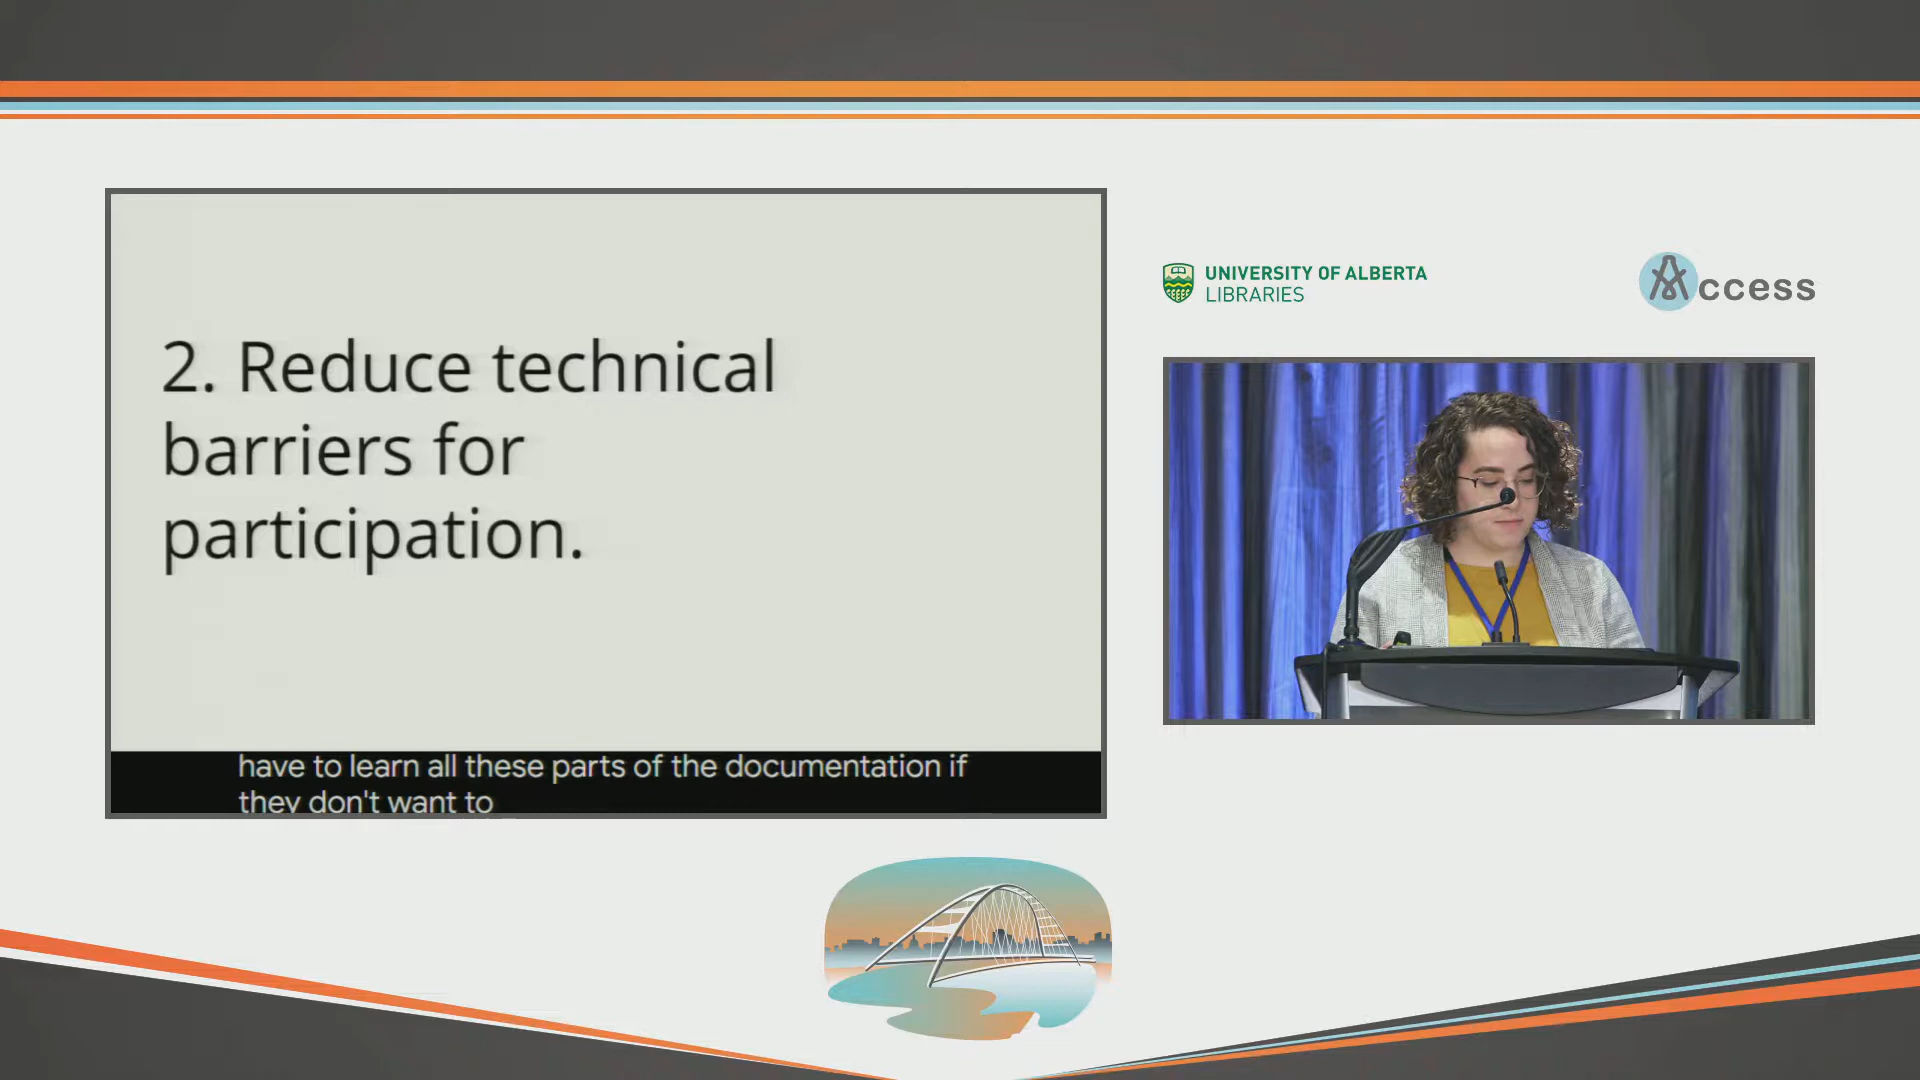 2. Reduce technical
barriers for
participation.
have to learn all these parts of the documentation if
they don't want to
UNIVERSITY OF ALBERTA
LIBRARIES
Access